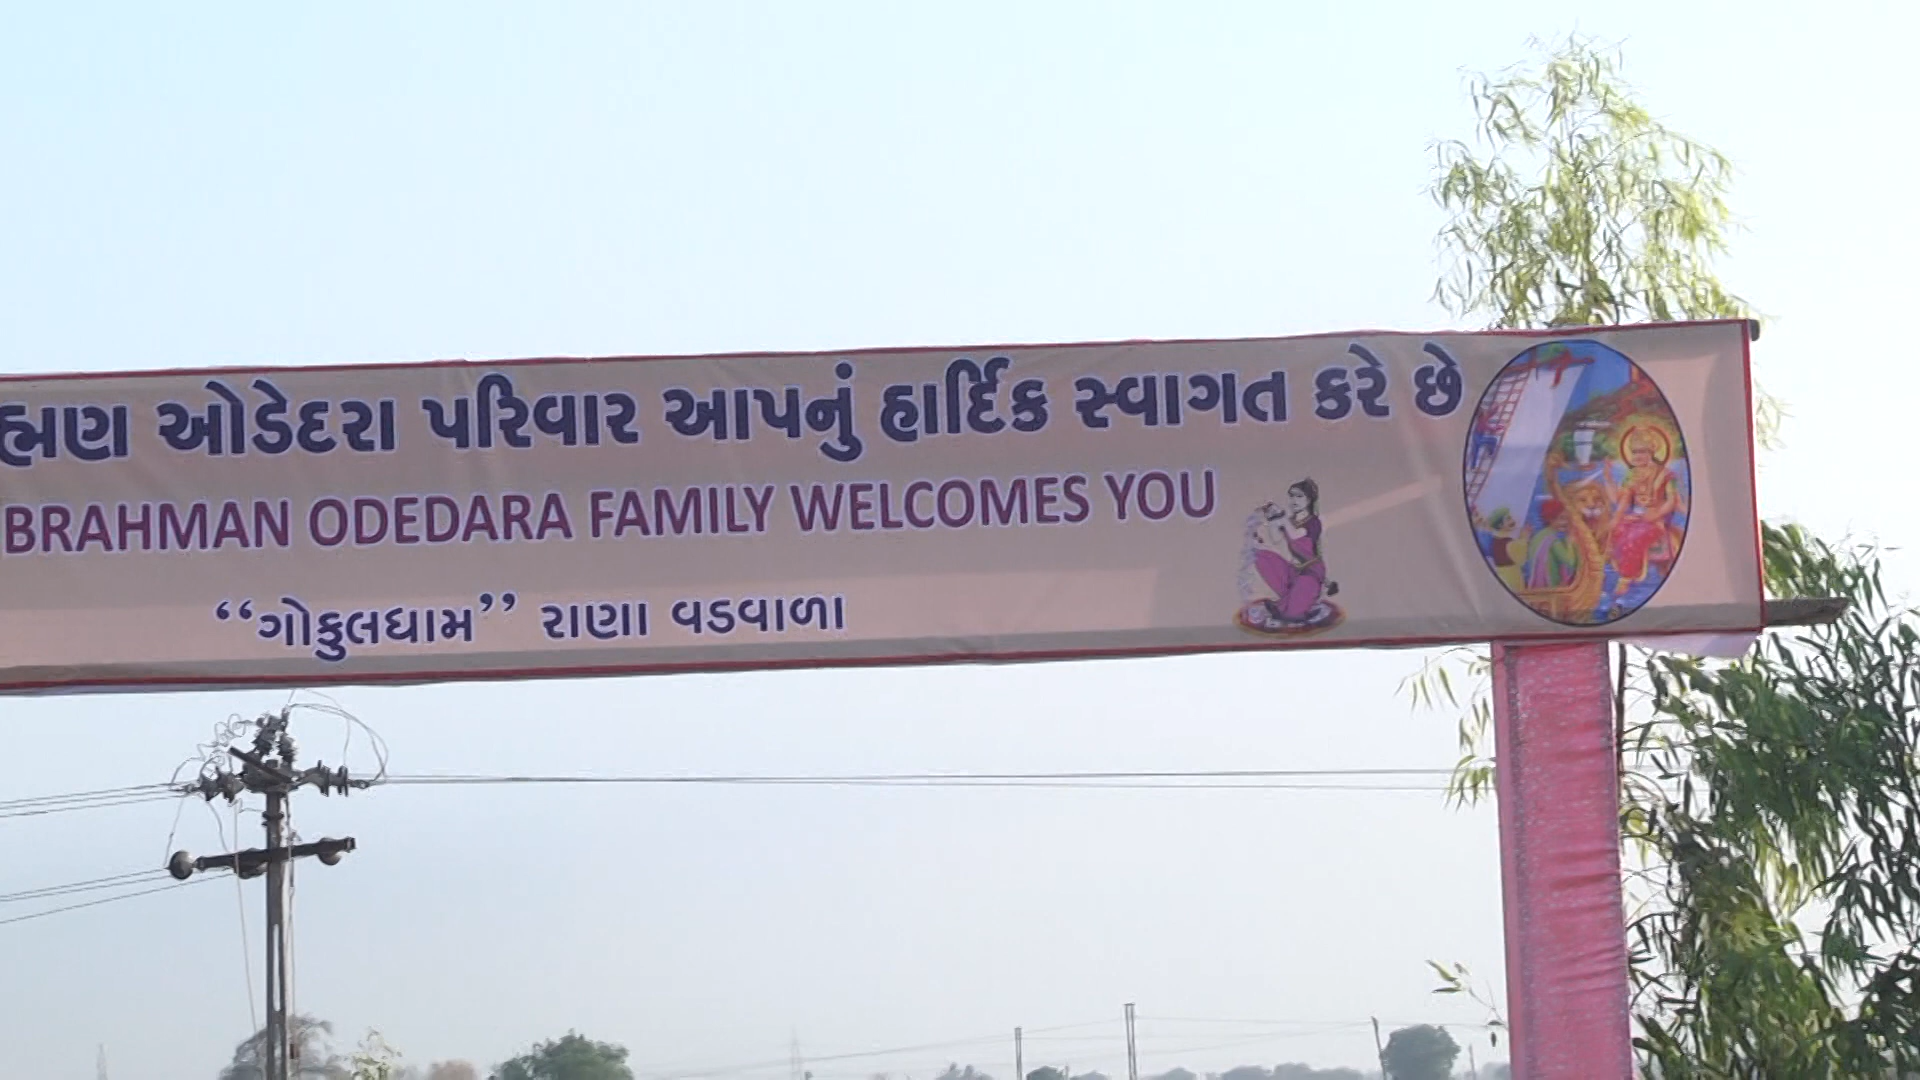 ઓડેદરા પરિવાર આપનું હાર્દિક સ્વાગત કરે છે
BRAHMAN ODEDARA FAMILY WELCOMES YOU
“ગોકુલધામ” રાણા વડવાળા